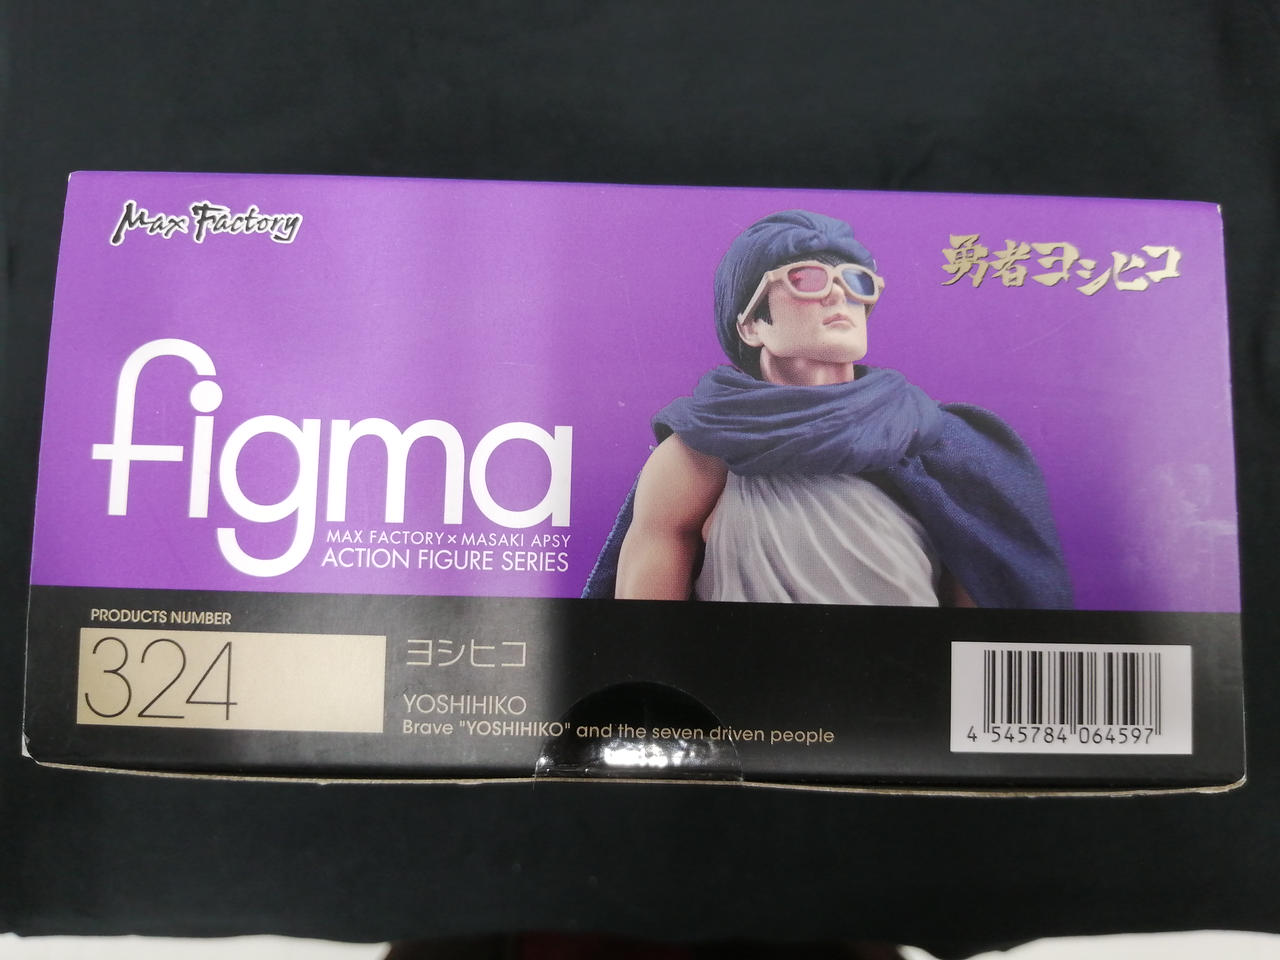 Max Factory
勇者ヨシヒコ
figma
MAX FACTORY×MASAKI APSY
ACTION FIGURE SERIES
PRODUCTS NUMBER
324
ヨシヒコ
YOSHIHIKO
Brave "YOSHIHIKO" and the seven driven people
4 545784 064597